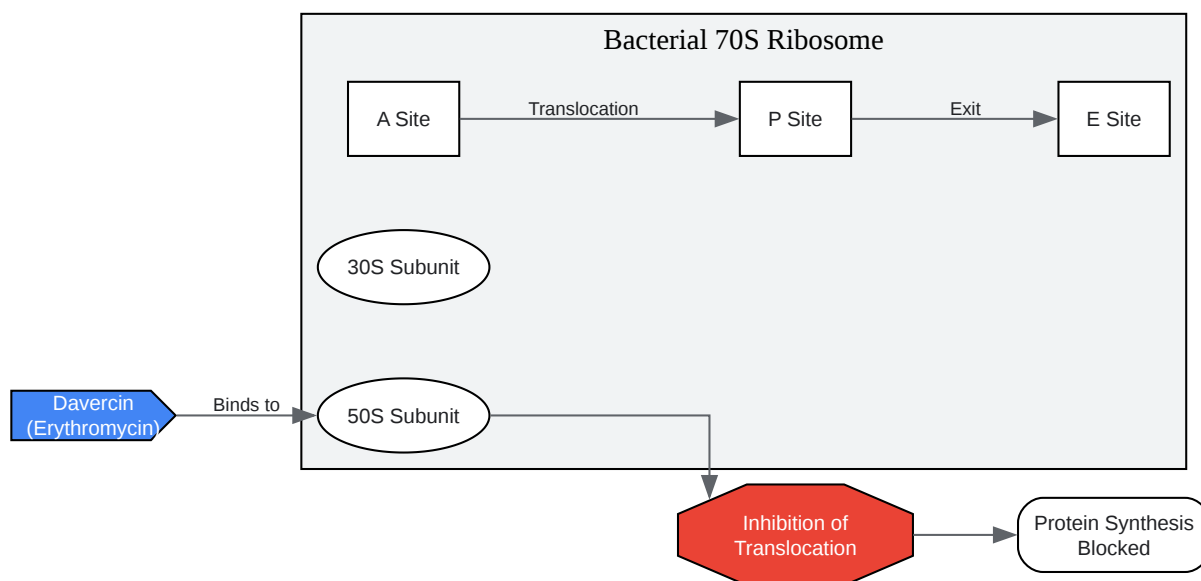 Bacterial 70S Ribosome
A Site
Translocation
P Site
Exit
E Site
30S Subunit
Davercin
(Erythromycin)
Binds to
50S Subunit
Inhibition of
Translocation
Protein Synthesis
Blocked